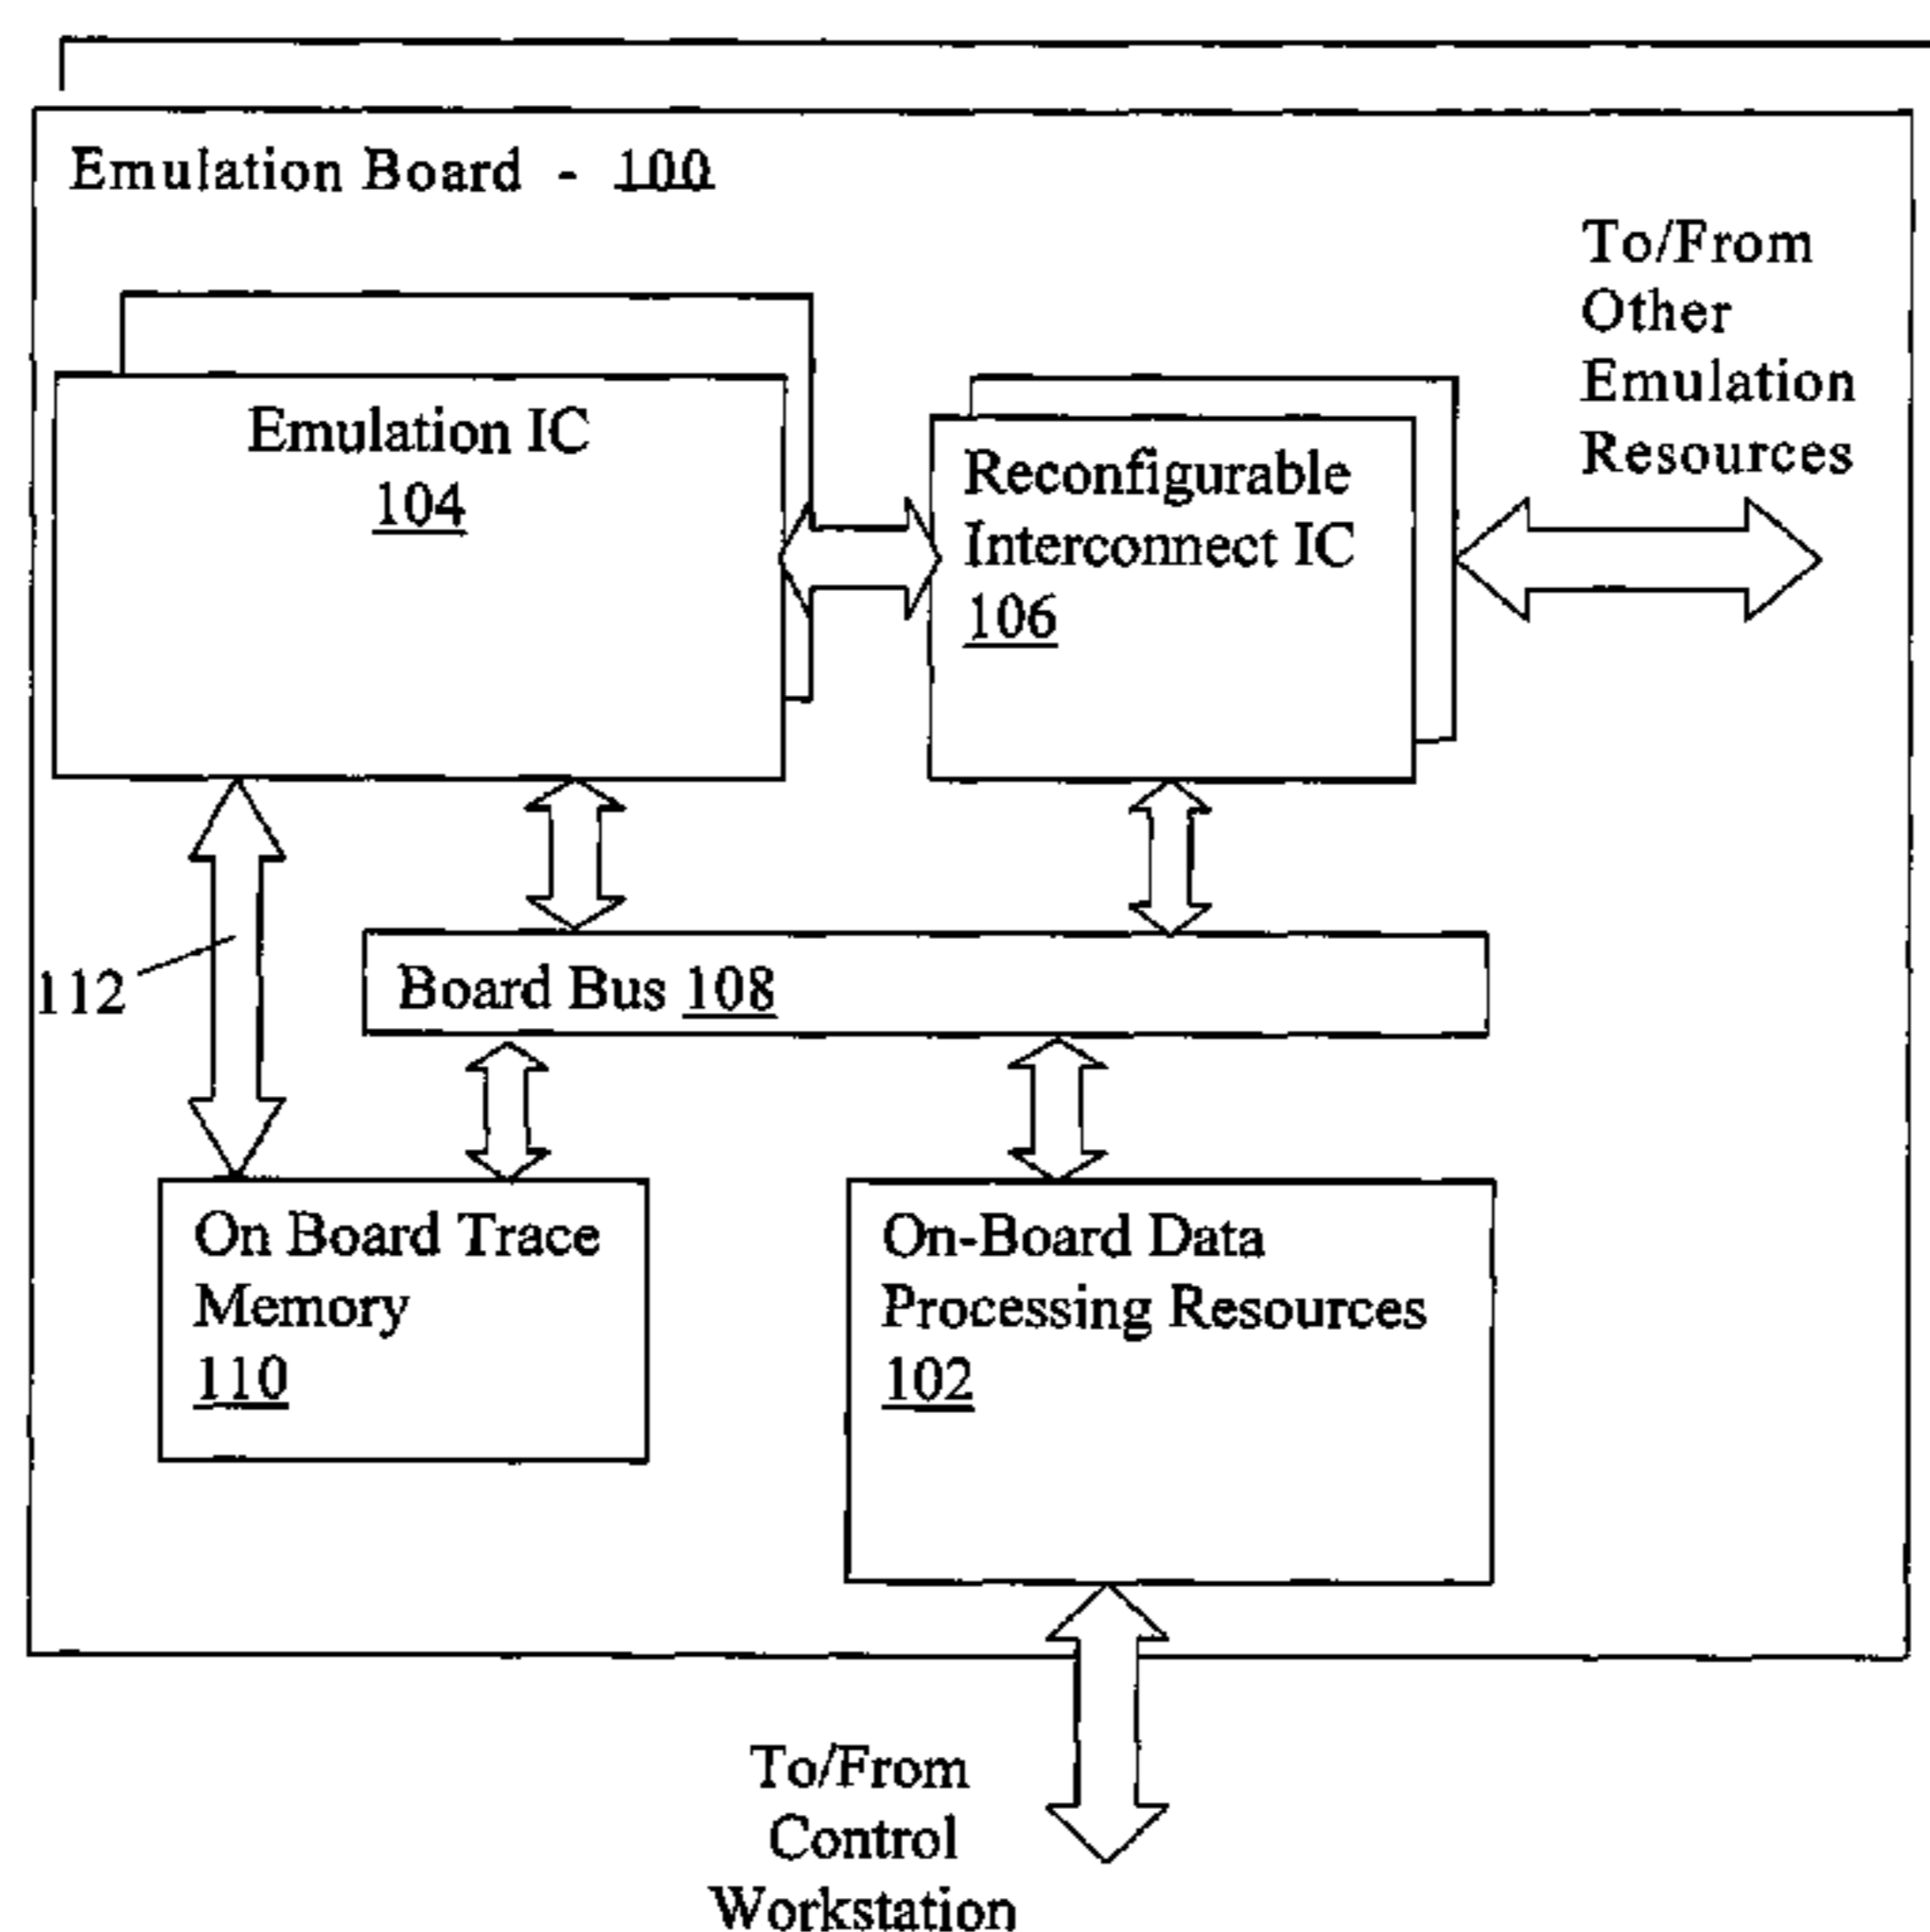 Emulation Board - 100
To/From
Other
Emulation
Resources
Emulation IC
104
Reconfigurable
Interconnect IC
106
112
Board Bus 108
On Board Trace
Memory
110
On-Board Data
Processing Resources
102
To/From
Control
Workstation